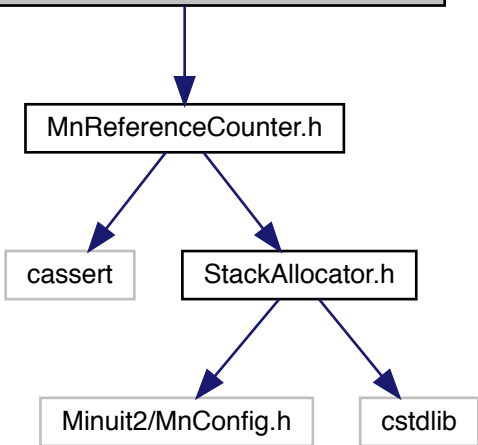 MnReferenceCounter.h
cassert
StackAllocator.h
Minuit2/MnConfig.h
cstdlib